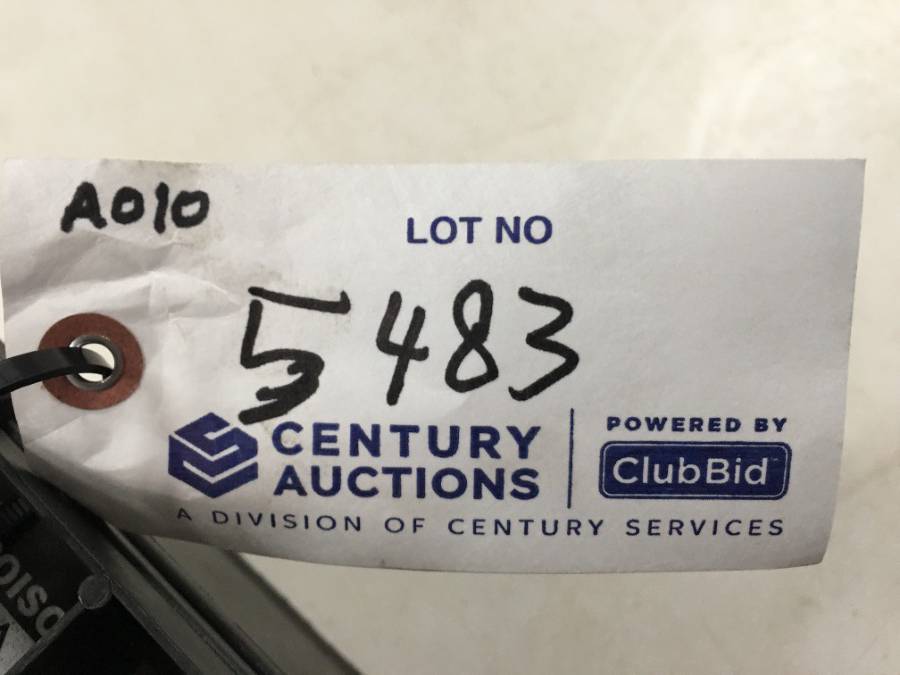 A010
LOT NO
5483
CENTURY
AUCTIONS
POWERED BY
ClubBid
A DIVISION OF CENTURY SERVICES